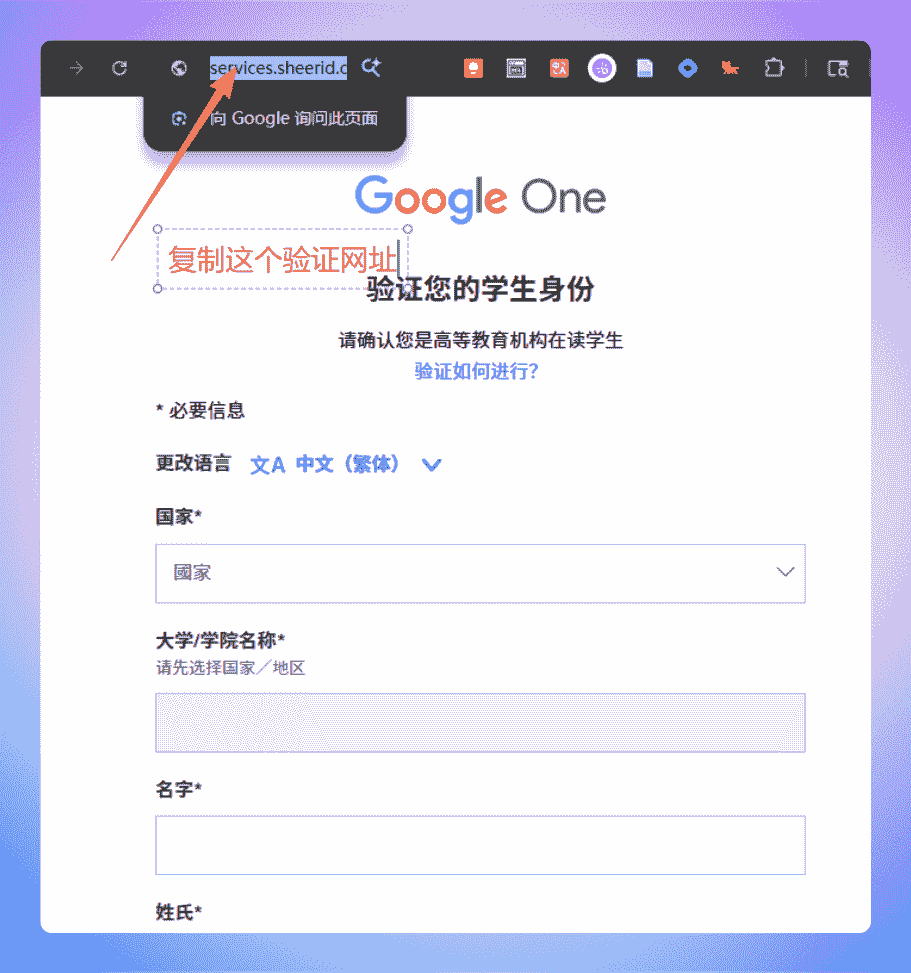 services.sheerid.c
向 Google 询问此页面
Google One
复制这个验证网址
验证您的学生身份
请确认您是高等教育机构在读学生
验证如何进行?
* 必要信息
更改语言 文A 中文（繁体）
国家*
國家
大学/学院名称*
请先选择国家／地区
名字*
姓氏*